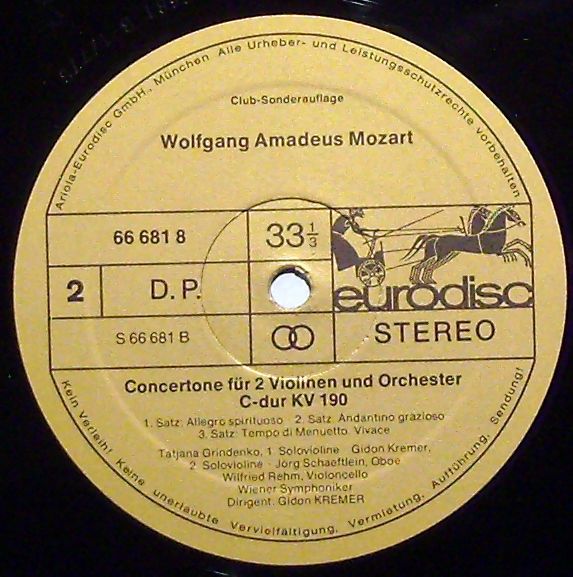 Ariola-Eurodisc GmbH., München Alle Urheber- und Leistungsschutzrechte vorbehalten
Club-Sonderauflage
Wolfgang Amadeus Mozart
66 681 8
33 1/3
2
D. P.
eurodisc
S 66 681 B
STEREO
Concertone für 2 Violinen und Orchester
C-dur KV 190
1. Satz: Allegro spirituoso 2. Satz: Andantino grazioso
3. Satz: Tempo di Menuetto. Vivace
Tatjana Grindenko, 1. Solovioline Gidon Kremer,
2. Solovioline - Jörg Schaeftlein, Oboe
Wilfried Rehm, Violoncello
Wiener Symphoniker
Dirigent: Gidon KREMER
Kein Verleih! Keine unerlaubte Vervielfältigung, Vermietung, Aufführung, Sendung!